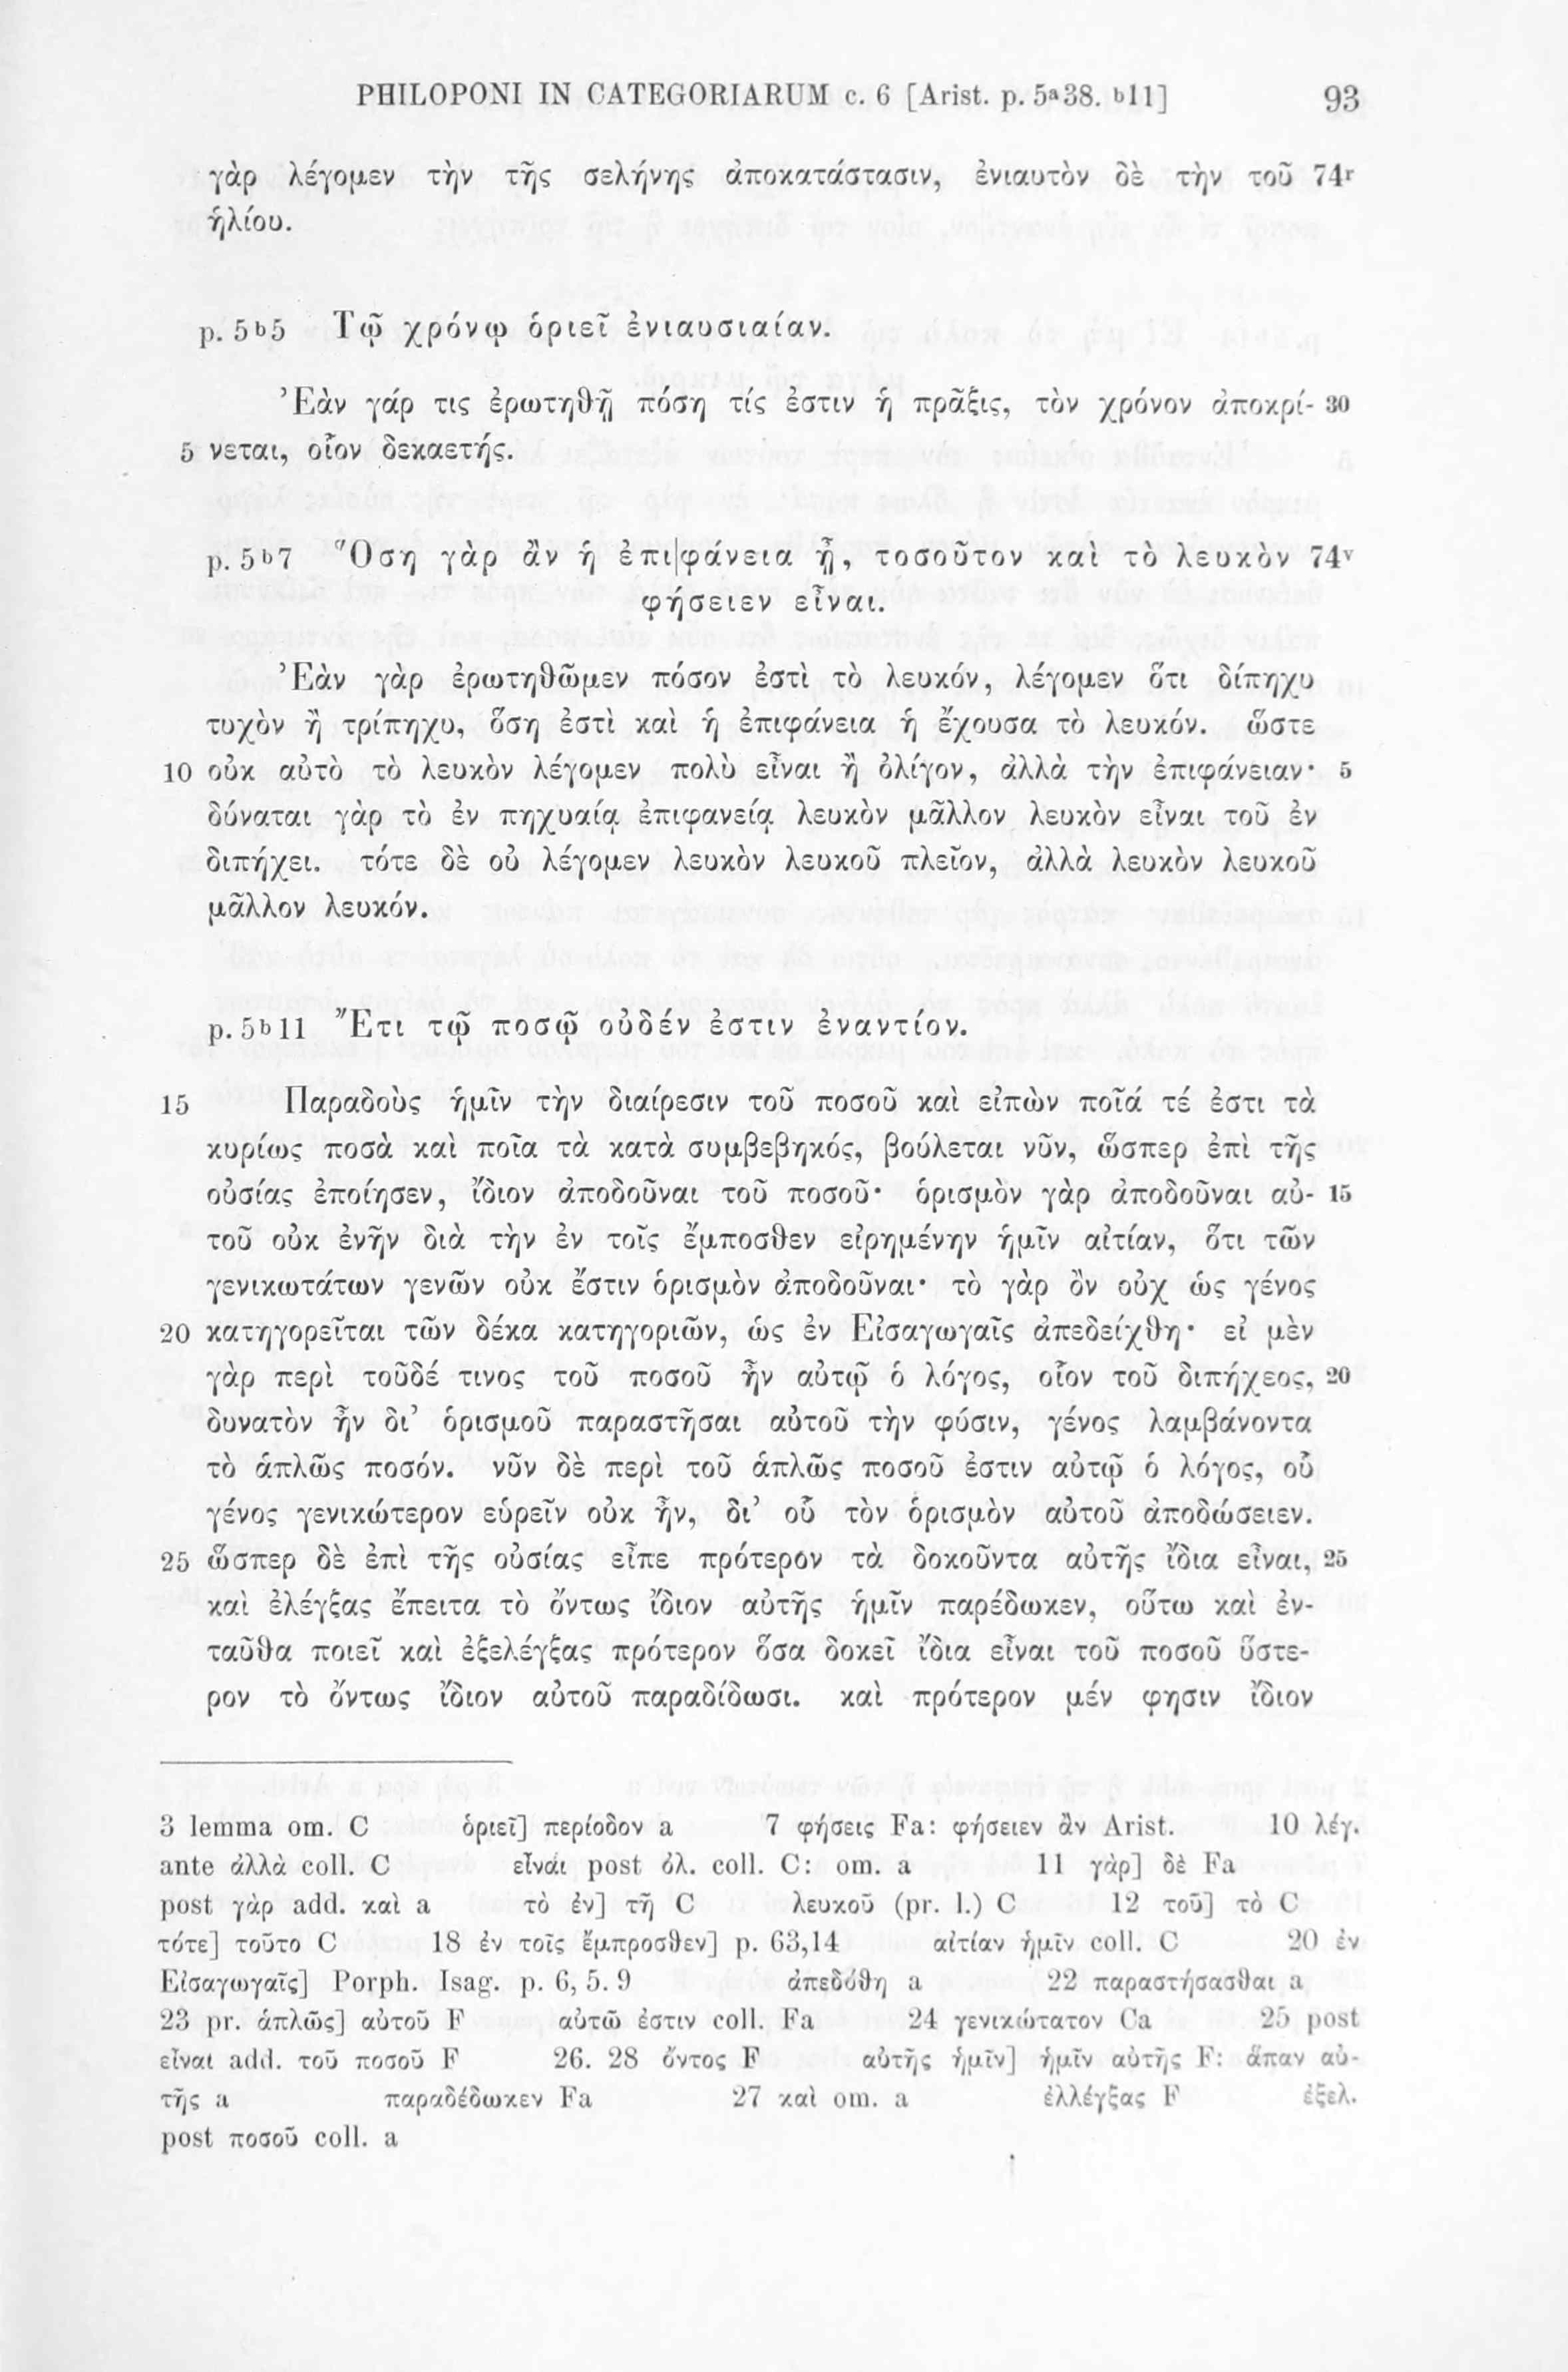 PHILOPONI IN CATEGORIARUM c. 6 [Arist. p. 5ᵃ38. ᵇ11] 93
γὰρ λέγομεν τὴν τῆς σελήνης ἀποκατάστασιν, ἐνιαυτὸν δὲ τὴν τοῦ 74ʳ
ἡλίου.
p. 5ᵇ5 Τῷ χρόνῳ ὁριεῖ ἐνιαυσιαίαν.
Ἐὰν γάρ τις ἐρωτηθῇ πόση τίς ἐστιν ἡ πρᾶξις, τὸν χρόνον ἀποκρί- 30
5 νεται, οἷον δεκαετής.
p. 5ᵇ7 Ὅση γὰρ ἂν ἡ ἐπι|φάνεια ᾖ, τοσοῦτον καὶ τὸ λευκὸν 74ᵛ
φήσειεν εἶναι.
Ἐὰν γὰρ ἐρωτηθῶμεν πόσον ἐστὶ τὸ λευκόν, λέγομεν ὅτι δίπηχυ
τυχὸν ἢ τρίπηχυ, ὅση ἐστὶ καὶ ἡ ἐπιφάνεια ἡ ἔχουσα τὸ λευκόν. ὥστε
10 οὐκ αὐτὸ τὸ λευκὸν λέγομεν πολὺ εἶναι ἢ ὀλίγον, ἀλλὰ τὴν ἐπιφάνειαν· 5
δύναται γὰρ τὸ ἐν πηχυαίᾳ ἐπιφανείᾳ λευκὸν μᾶλλον λευκὸν εἶναι τοῦ ἐν
διπήχει. τότε δὲ οὐ λέγομεν λευκὸν λευκοῦ πλεῖον, ἀλλὰ λευκὸν λευκοῦ
μᾶλλον λευκόν.
p. 5ᵇ11 Ἔτι τῷ ποσῷ οὐδέν ἐστιν ἐναντίον.
15 Παραδοὺς ἡμῖν τὴν διαίρεσιν τοῦ ποσοῦ καὶ εἰπὼν ποῖά τέ ἐστι τὰ
κυρίως ποσὰ καὶ ποῖα τὰ κατὰ συμβεβηκός, βούλεται νῦν, ὥσπερ ἐπὶ τῆς
οὐσίας ἐποίησεν, ἴδιον ἀποδοῦναι τοῦ ποσοῦ· ὁρισμὸν γὰρ ἀποδοῦναι αὐ- 15
τοῦ οὐκ ἐνῆν διὰ τὴν ἐν τοῖς ἔμποσθεν εἰρημένην ἡμῖν αἰτίαν, ὅτι τῶν
γενικωτάτων γενῶν οὐκ ἔστιν ὁρισμὸν ἀποδοῦναι· τὸ γὰρ ὂν οὐχ ὡς γένος
20 κατηγορεῖται τῶν δέκα κατηγοριῶν, ὡς ἐν Εἰσαγωγαῖς ἀπεδείχθη· εἰ μὲν
γὰρ περὶ τοῦδέ τινος τοῦ ποσοῦ ἦν αὐτῷ ὁ λόγος, οἷον τοῦ διπήχεος, 20
δυνατὸν ἦν δι’ ὁρισμοῦ παραστῆσαι αὐτοῦ τὴν φύσιν, γένος λαμβάνοντα
τὸ ἁπλῶς ποσόν. νῦν δὲ περὶ τοῦ ἁπλῶς ποσοῦ ἐστιν αὐτῷ ὁ λόγος, οὗ
γένος γενικώτερον εὑρεῖν οὐκ ἦν, δι’ οὗ τὸν ὁρισμὸν αὐτοῦ ἀποδώσειεν.
25 ὥσπερ δὲ ἐπὶ τῆς οὐσίας εἶπε πρότερον τὰ δοκοῦντα αὐτῆς ἴδια εἶναι, 25
καὶ ἐλέγξας ἔπειτα τὸ ὄντως ἴδιον αὐτῆς ἡμῖν παρέδωκεν, οὕτω καὶ ἐν-
ταῦθα ποιεῖ καὶ ἐξελέγξας πρότερον ὅσα δοκεῖ ἴδια εἶναι τοῦ ποσοῦ ὕστε-
ρον τὸ ὄντως ἴδιον αὐτοῦ παραδίδωσι. καὶ πρότερον μέν φησιν ἴδιον
3 lemma om. C ὁριεῖ] περίοδον a 7 φήσεις Fa: φήσειεν ἂν Arist. 10 λέγ.
ante ἀλλὰ coll. C εἶναι post ὀλ. coll. C: om. a 11 γὰρ] δὲ Fa
post γὰρ add. καὶ a τὸ ἐν] τῇ C λευκοῦ (pr. l.) C 12 τοῦ] τὸ C
τότε] τοῦτο C 18 ἐν τοῖς ἔμπροσθεν] p. 63,14 αἰτίαν ἡμῖν coll. C 20 ἐν
Εἰσαγωγαῖς] Porph. Isag. p. 6, 5. 9 ἀπεδόθη a 22 παραστήσασθαι a
23 pr. ἁπλῶς] αὐτοῦ F αὐτῶ ἐστιν coll. Fa 24 γενικώτατον Ca 25 post
εἶναι add. τοῦ ποσοῦ F 26. 28 ὄντος F αὐτῆς ἡμῖν] ἡμῖν αὐτῆς F: ἅπαν αὐ-
τῆς a παραδέδωκεν Fa 27 καὶ om. a ἐλλέγξας F ἐξελ.
post ποσοῦ coll. a